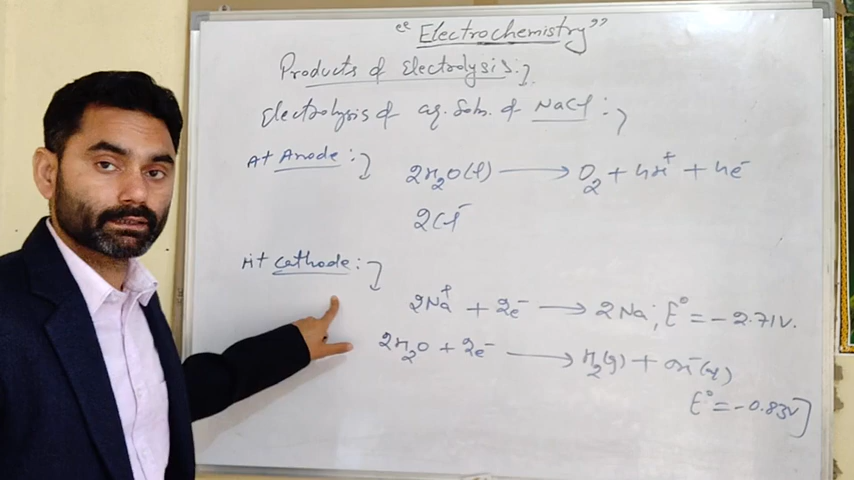 "Electrochemistry"
Products of Electrolysis:
Electrolysis of aq. Soln. of NaCl:
At Anode: 2H₂O(l) ⟶ O₂ + 4H⁺ + 4e⁻
2Cl⁻
At Cathode:
2Na⁺ + 2e⁻ ⟶ 2Na; E° = -2.71V.
2H₂O + 2e⁻ ⟶ H₂(g) + OH⁻(aq)
E° = -0.83V